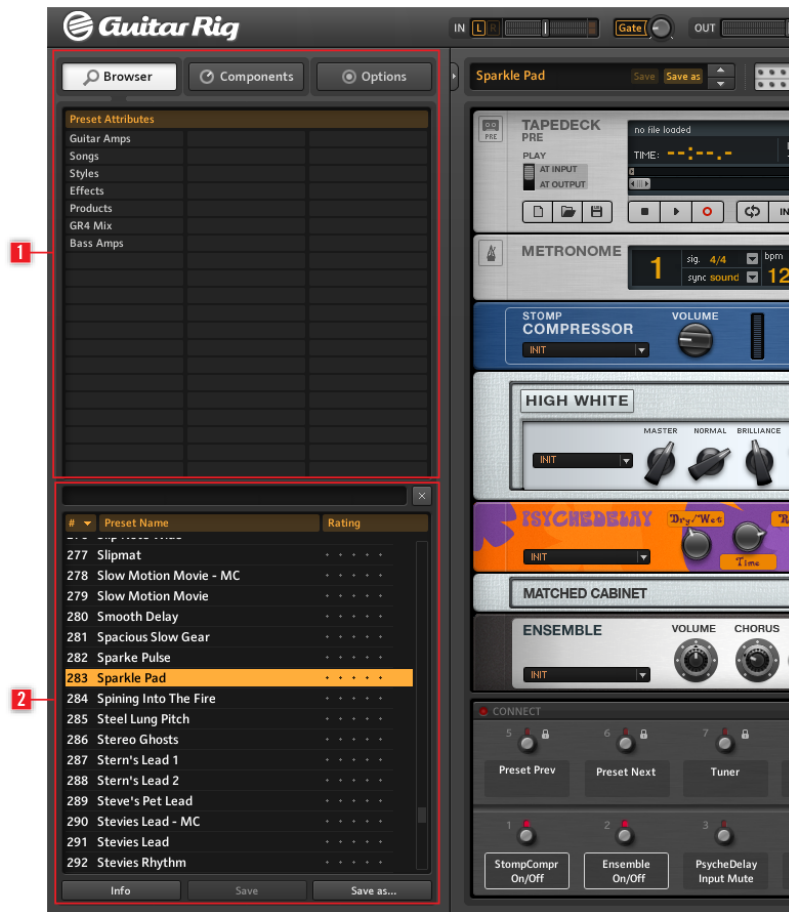 Guitar Rig
IN L R Gate OUT
Browser Components Options
Sparkle Pad Save Save as
Preset Attributes
Guitar Amps
Songs
Styles
Effects
Products
GR4 Mix
Bass Amps
1
# Preset Name Rating
277 Slipmat
278 Slow Motion Movie - MC
279 Slow Motion Movie
280 Smooth Delay
281 Spacious Slow Gear
282 Sparke Pulse
283 Sparkle Pad
284 Spining Into The Fire
285 Steel Lung Pitch
286 Stereo Ghosts
287 Stern's Lead 1
288 Stern's Lead 2
289 Steve's Pet Lead
290 Stevies Lead - MC
291 Stevies Lead
292 Stevies Rhythm
2
Info Save Save as...
PRE
TAPEDECK
PRE
PLAY
AT INPUT
AT OUTPUT
no file loaded
TIME: --:--.-
IN
METRONOME
1
sig. 4/4 bpm
sync sound 12
STOMP
COMPRESSOR
INIT
VOLUME
HIGH WHITE
MASTER NORMAL BRILLIANCE
INIT
PSYCHEDELAY
Dry/Wet
Time
INIT
MATCHED CABINET
ENSEMBLE
VOLUME CHORUS
INIT
CONNECT
5 6 7
Preset Prev Preset Next Tuner
1 2 3
StompCompr
On/Off
Ensemble
On/Off
PsycheDelay
Input Mute